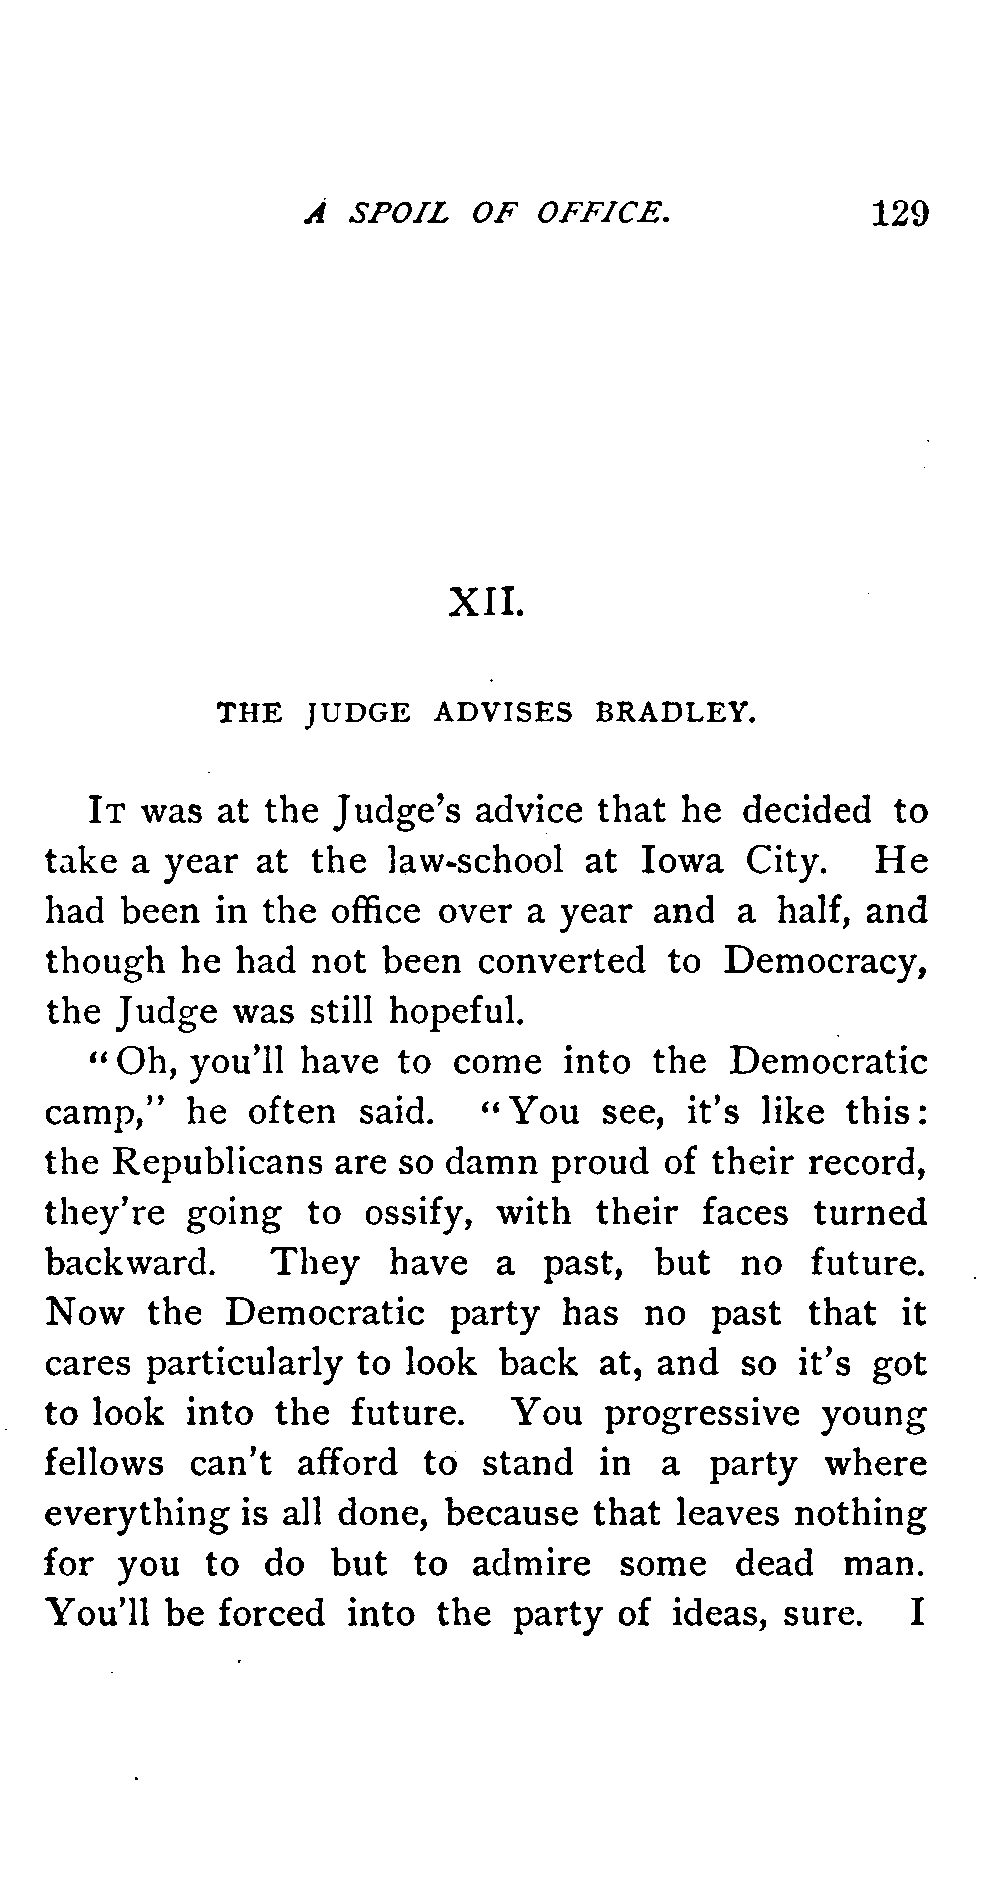 A SPOIL OF OFFICE. 129
XII.
THE JUDGE ADVISES BRADLEY.
IT was at the Judge's advice that he decided to
take a year at the law-school at Iowa City. He
had been in the office over a year and a half, and
though he had not been converted to Democracy,
the Judge was still hopeful.
"Oh, you'll have to come into the Democratic
camp," he often said. "You see, it's like this:
the Republicans are so damn proud of their record,
they're going to ossify, with their faces turned
backward. They have a past, but no future.
Now the Democratic party has no past that it
cares particularly to look back at, and so it's got
to look into the future. You progressive young
fellows can't afford to stand in a party where
everything is all done, because that leaves nothing
for you to do but to admire some dead man.
You'll be forced into the party of ideas, sure. I